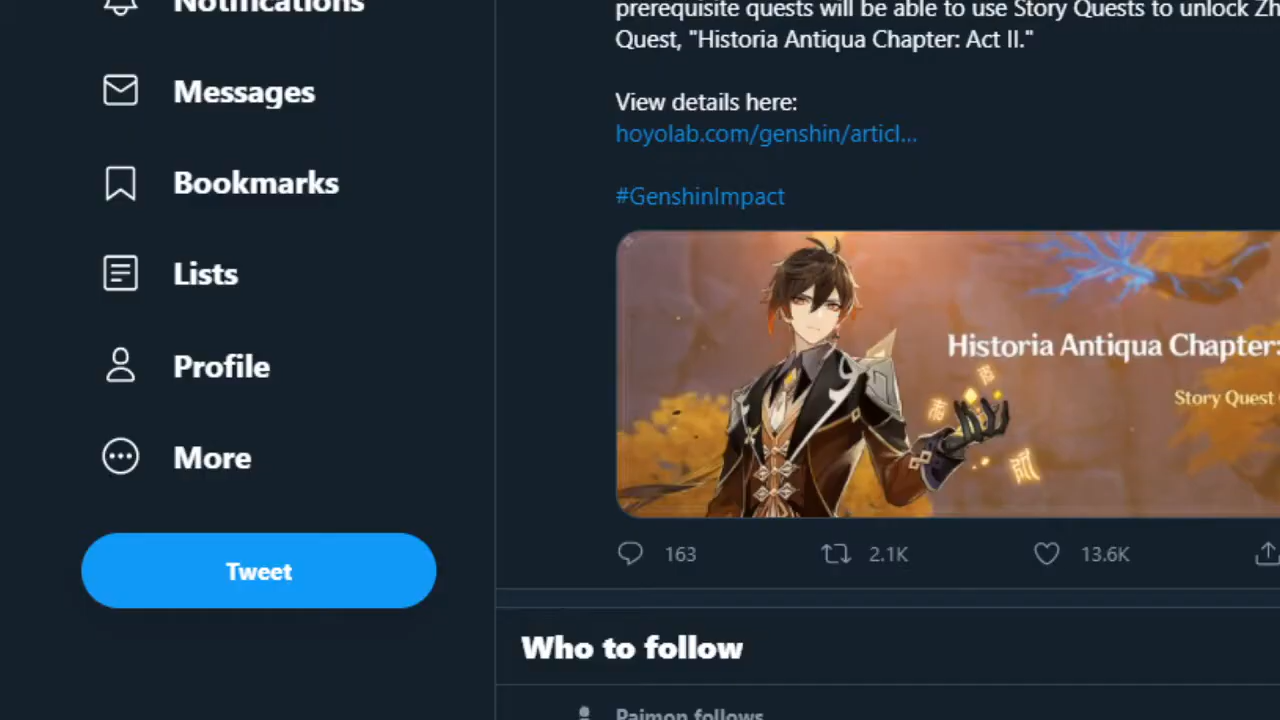 Notifications
Messages
Bookmarks
Lists
Profile
More
Tweet
prerequisite quests will be able to use Story Quests to unlock Zh
Quest, "Historia Antiqua Chapter: Act II."
View details here:
hoyolab.com/genshin/articl...
#GenshinImpact
Historia Antiqua Chapter:
Story Quest
163
2.1K
13.6K
Who to follow
Paimon follows